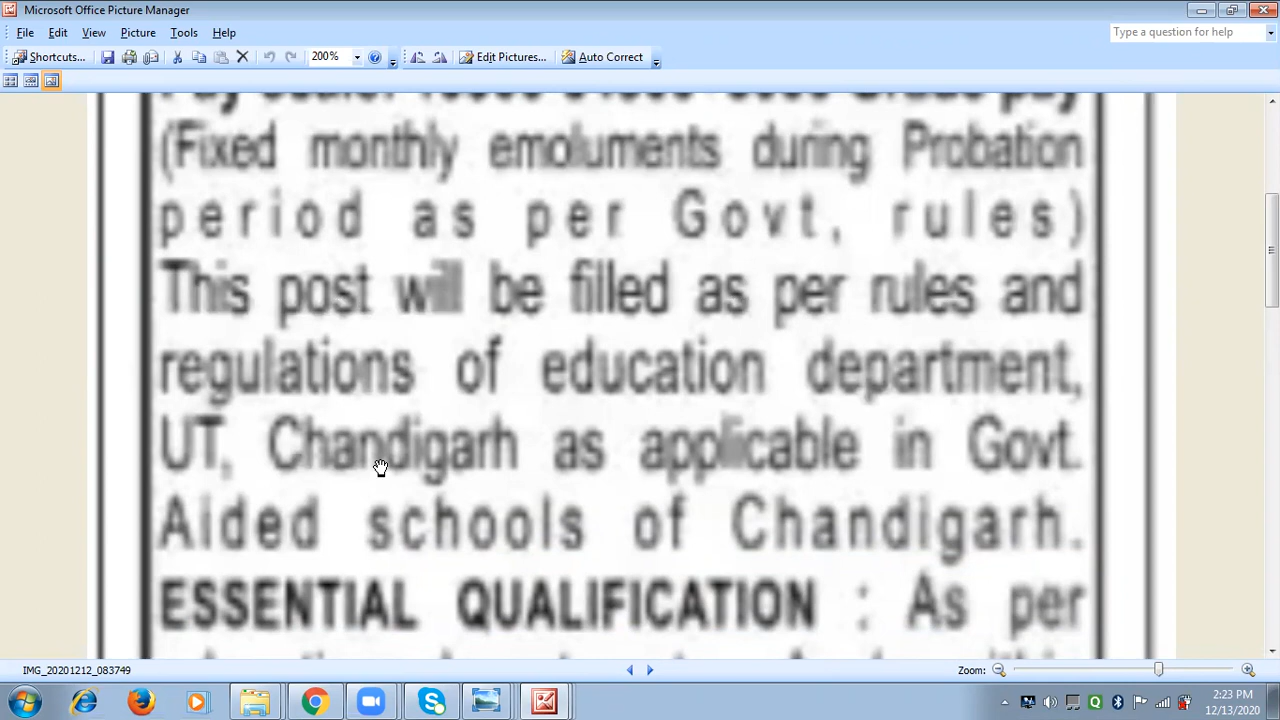 Microsoft Office Picture Manager
File Edit View Picture Tools Help
Type a question for help
Shortcuts... 200% Edit Pictures... Auto Correct
(Fixed monthly emoluments during Probation
period as per Govt, rules)
This post will be filled as per rules and
regulations of education department,
UT, Chandigarh as applicable in Govt.
Aided schools of Chandigarh.
ESSENTIAL QUALIFICATION : As per
IMG_20201212_083749
Zoom:
2:23 PM
12/13/2020